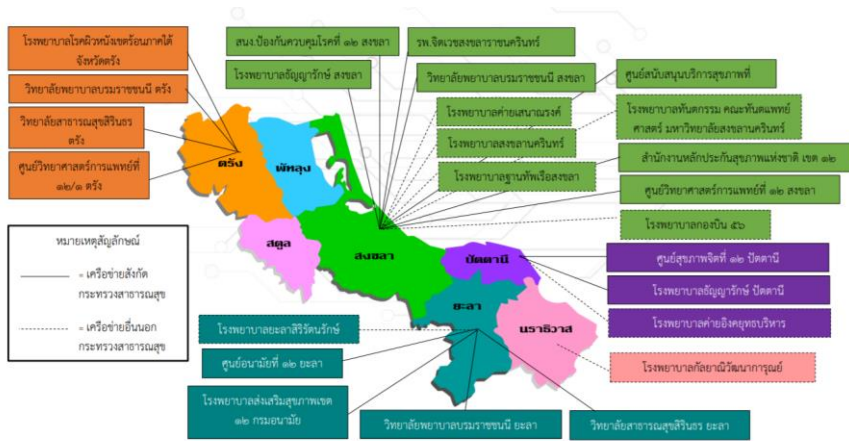 โรงพยาบาลโรคผิวหนังเขตร้อนภาคใต้
จังหวัดตรัง
วิทยาลัยพยาบาลบรมราชชนนี ตรัง
วิทยาลัยสาธารณสุขสิรินธร
ตรัง
ศูนย์วิทยาศาสตร์การแพทย์ที่
๑๒/๑ ตรัง
สนง.ป้องกันควบคุมโรคที่ ๑๒ สงขลา
โรงพยาบาลธัญญารักษ์ สงขลา
รพ.จิตเวชสงขลาราชนครินทร์
วิทยาลัยพยาบาลบรมราชชนนี สงขลา
โรงพยาบาลค่ายเสนาณรงค์
โรงพยาบาลสงขลานครินทร์
โรงพยาบาลฐานทัพเรือสงขลา
ศูนย์สนับสนุนบริการสุขภาพที่
โรงพยาบาลทันตกรรม คณะทันตแพทย์
ศาสตร์ มหาวิทยาลัยสงขลานครินทร์
สำนักงานหลักประกันสุขภาพแห่งชาติ เขต ๑๒
ศูนย์วิทยาศาสตร์การแพทย์ที่ ๑๒ สงขลา
โรงพยาบาลกองบิน ๕๖
ตรัง
พัทลุง
สตูล
สงขลา
ปัตตานี
ยะลา
นราธิวาส
ศูนย์สุขภาพจิตที่ ๑๒ ปัตตานี
โรงพยาบาลธัญญารักษ์ ปัตตานี
โรงพยาบาลค่ายอิงคยุทธบริหาร
โรงพยาบาลกัลยาณิวัฒนาการุณย์
หมายเหตุสัญลักษณ์
= เครือข่ายสังกัด
กระทรวงสาธารณสุข
= เครือข่ายอื่นนอก
กระทรวงสาธารณสุข
โรงพยาบาลยะลาสิริรัตนรักษ์
ศูนย์อนามัยที่ ๑๒ ยะลา
โรงพยาบาลส่งเสริมสุขภาพเขต
๑๒ กรมอนามัย
วิทยาลัยพยาบาลบรมราชชนนี ยะลา
วิทยาลัยสาธารณสุขสิรินธร ยะลา